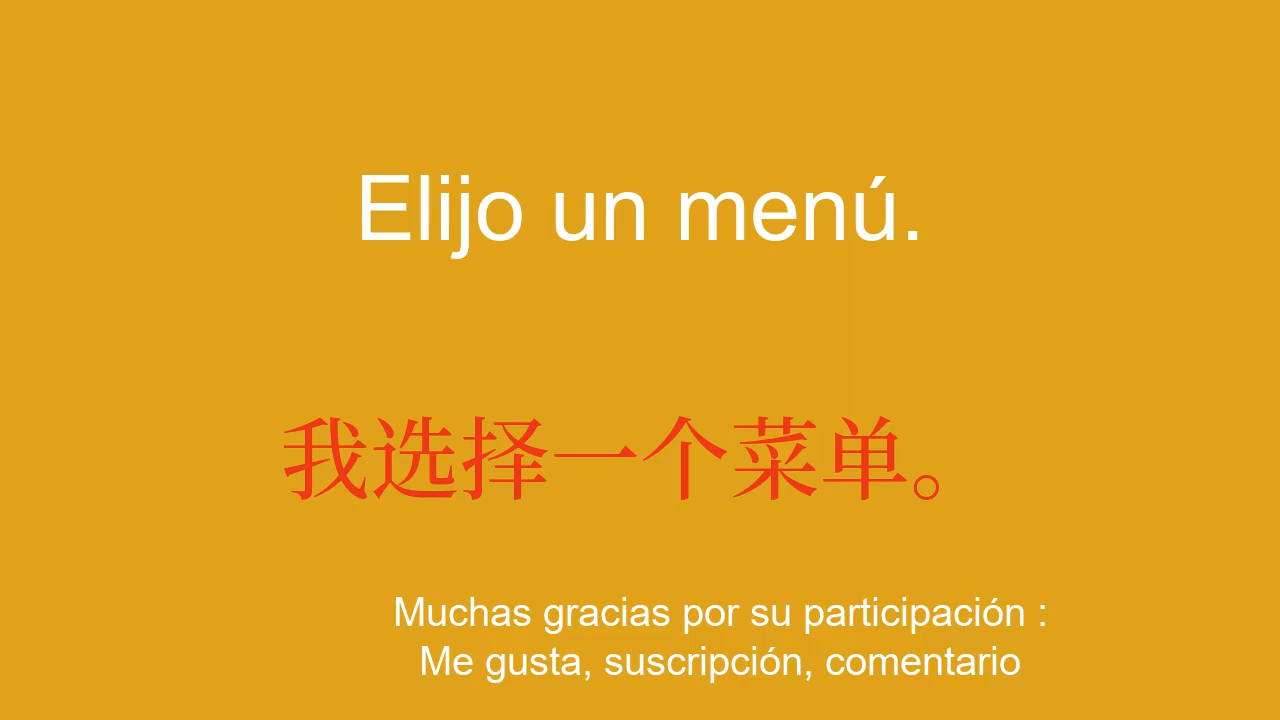 Elijo un menú.
我选择一个菜单。
Muchas gracias por su participación :
Me gusta, suscripción, comentario